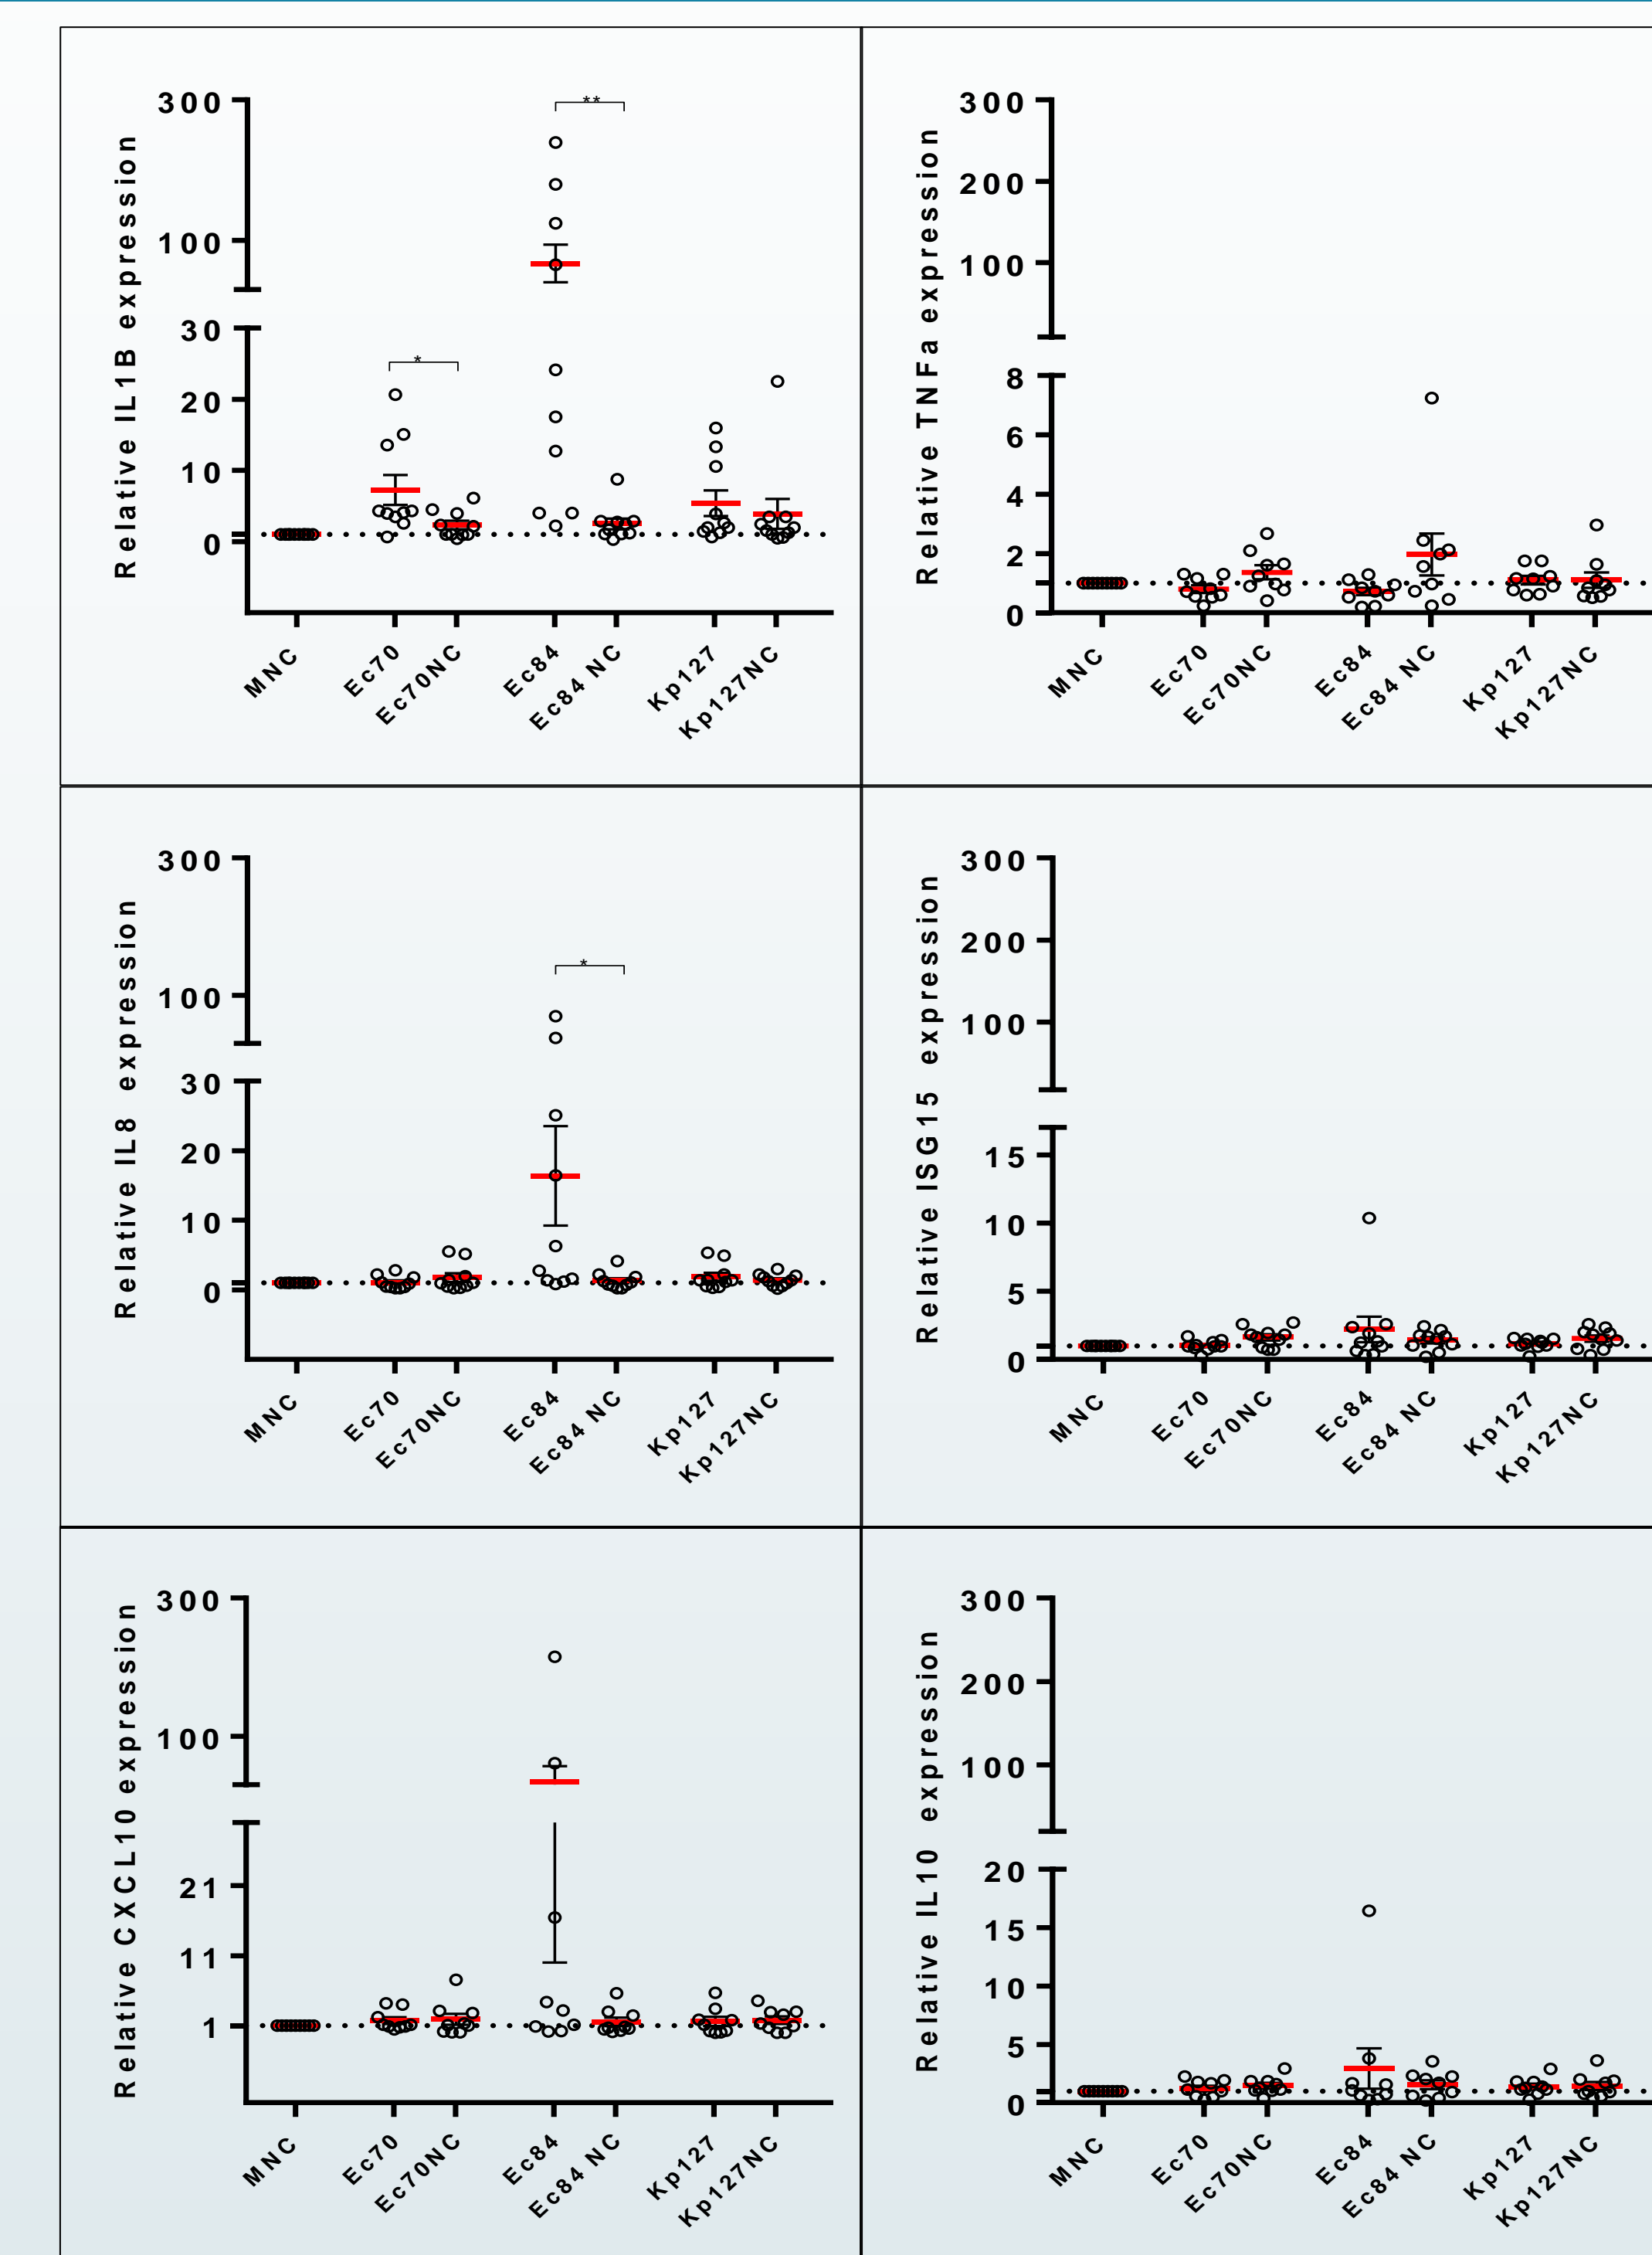 Relative IL1B expression
300
100
30
20
10
0
**
*
MNC
Ec70
Ec70NC
Ec84
Ec84 NC
Kp127
Kp127NC
Relative TNFa expression
300
200
100
8
6
4
2
0
MNC
Ec70
Ec70NC
Ec84
Ec84 NC
Kp127
Kp127NC
Relative IL8 expression
300
100
30
20
10
0
*
MNC
Ec70
Ec70NC
Ec84
Ec84 NC
Kp127
Kp127NC
Relative ISG15 expression
300
200
100
15
10
5
0
MNC
Ec70
Ec70NC
Ec84
Ec84 NC
Kp127
Kp127NC
Relative CXCL10 expression
300
100
21
11
1
MNC
Ec70
Ec70NC
Ec84
Ec84 NC
Kp127
Kp127NC
Relative IL10 expression
300
200
100
20
15
10
5
0
MNC
Ec70
Ec70NC
Ec84
Ec84 NC
Kp127
Kp127NC